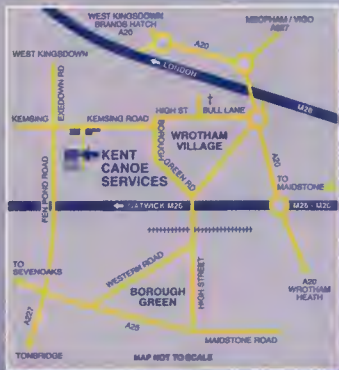 WEST KINGSDOWN
BRANDS HATCH
A20
MEOPHAM / VIGO
A227
A20
WEST KINGSDOWN
LONDON
EXEDOWN RD
HIGH ST
BULL LANE
M26
KEMSING
KEMSING ROAD
BOROUGH
GREEN RD
WROTHAM
VILLAGE
KENT
CANOE
SERVICES
A20
TO
MAIDSTONE
PEN POND ROAD
GATWICK M26
M26 - M20
TO
SEVENOAKS
WESTERN ROAD
HIGH STREET
BOROUGH
GREEN
A20
WROTHAM
HEATH
A227
A25
MAIDSTONE ROAD
TONBRIDGE
MAP NOT TO SCALE